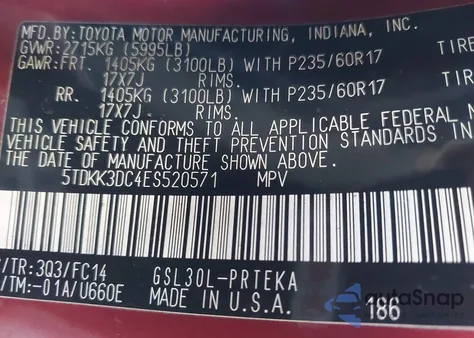 MFD.BY:TOYOTA MOTOR MANUFACTURING, INDIANA, INC.
GVWR:2715KG (5995LB)
GAWR:FRT. 1405KG (3100LB) WITH P235/60R17 TIRE
17X7J RIMS.
RR. 1405KG (3100LB) WITH P235/60R17 TIRE
17X7J RIMS.
THIS VEHICLE CONFORMS TO ALL APPLICABLE FEDERAL M
VEHICLE SAFETY AND THEFT PREVENTION STANDARDS IN
THE DATE OF MANUFACTURE SHOWN ABOVE.
5TDKK3DC4ES520571 MPV
/TR:3Q3/FC14 GSL30L-PRTEKA
/TM:-01A/U660E MADE IN U.S.A. 186
autoSnap